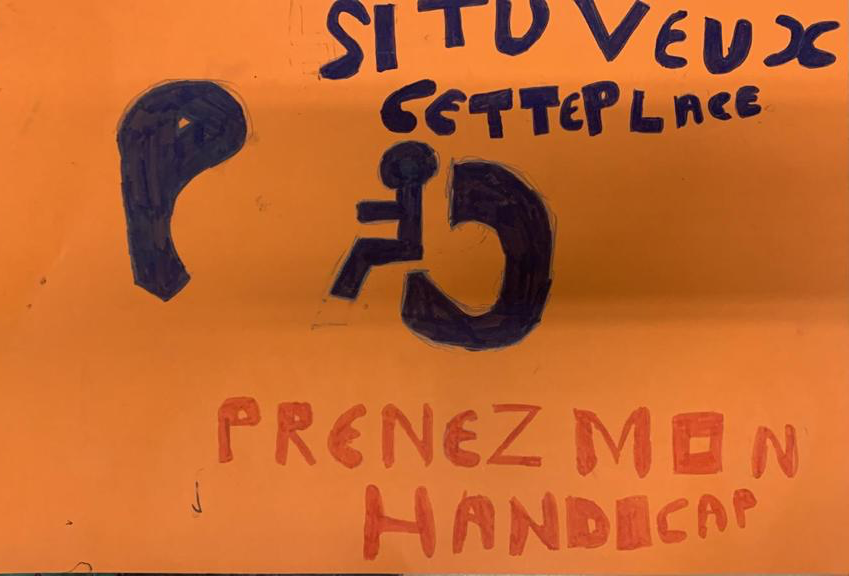 SI TU VEUX
CETTE PLACE
P
PRENEZ MON
HANDICAP